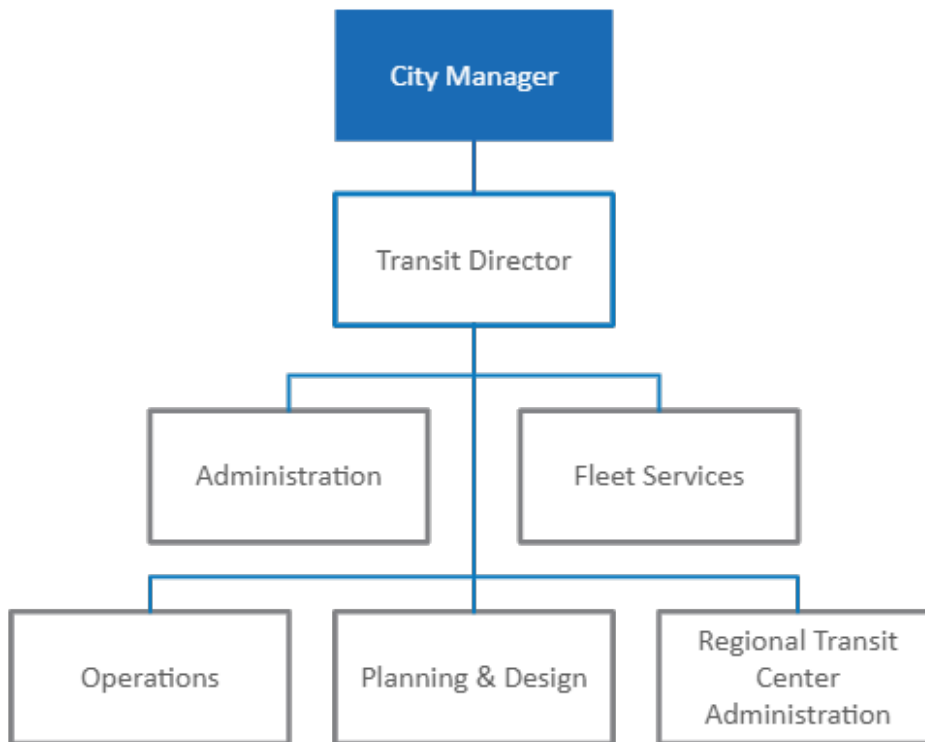 City Manager
Transit Director
Administration
Fleet Services
Operations
Planning & Design
Regional Transit
Center
Administration